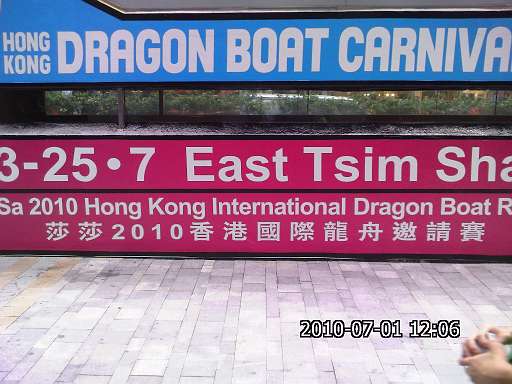 HONG KONG DRAGON BOAT CARNIVA
3-25•7 East Tsim Sha
Sa 2010 Hong Kong International Dragon Boat R
莎莎2010香港國際龍舟邀請賽
2010-07-01 12:06